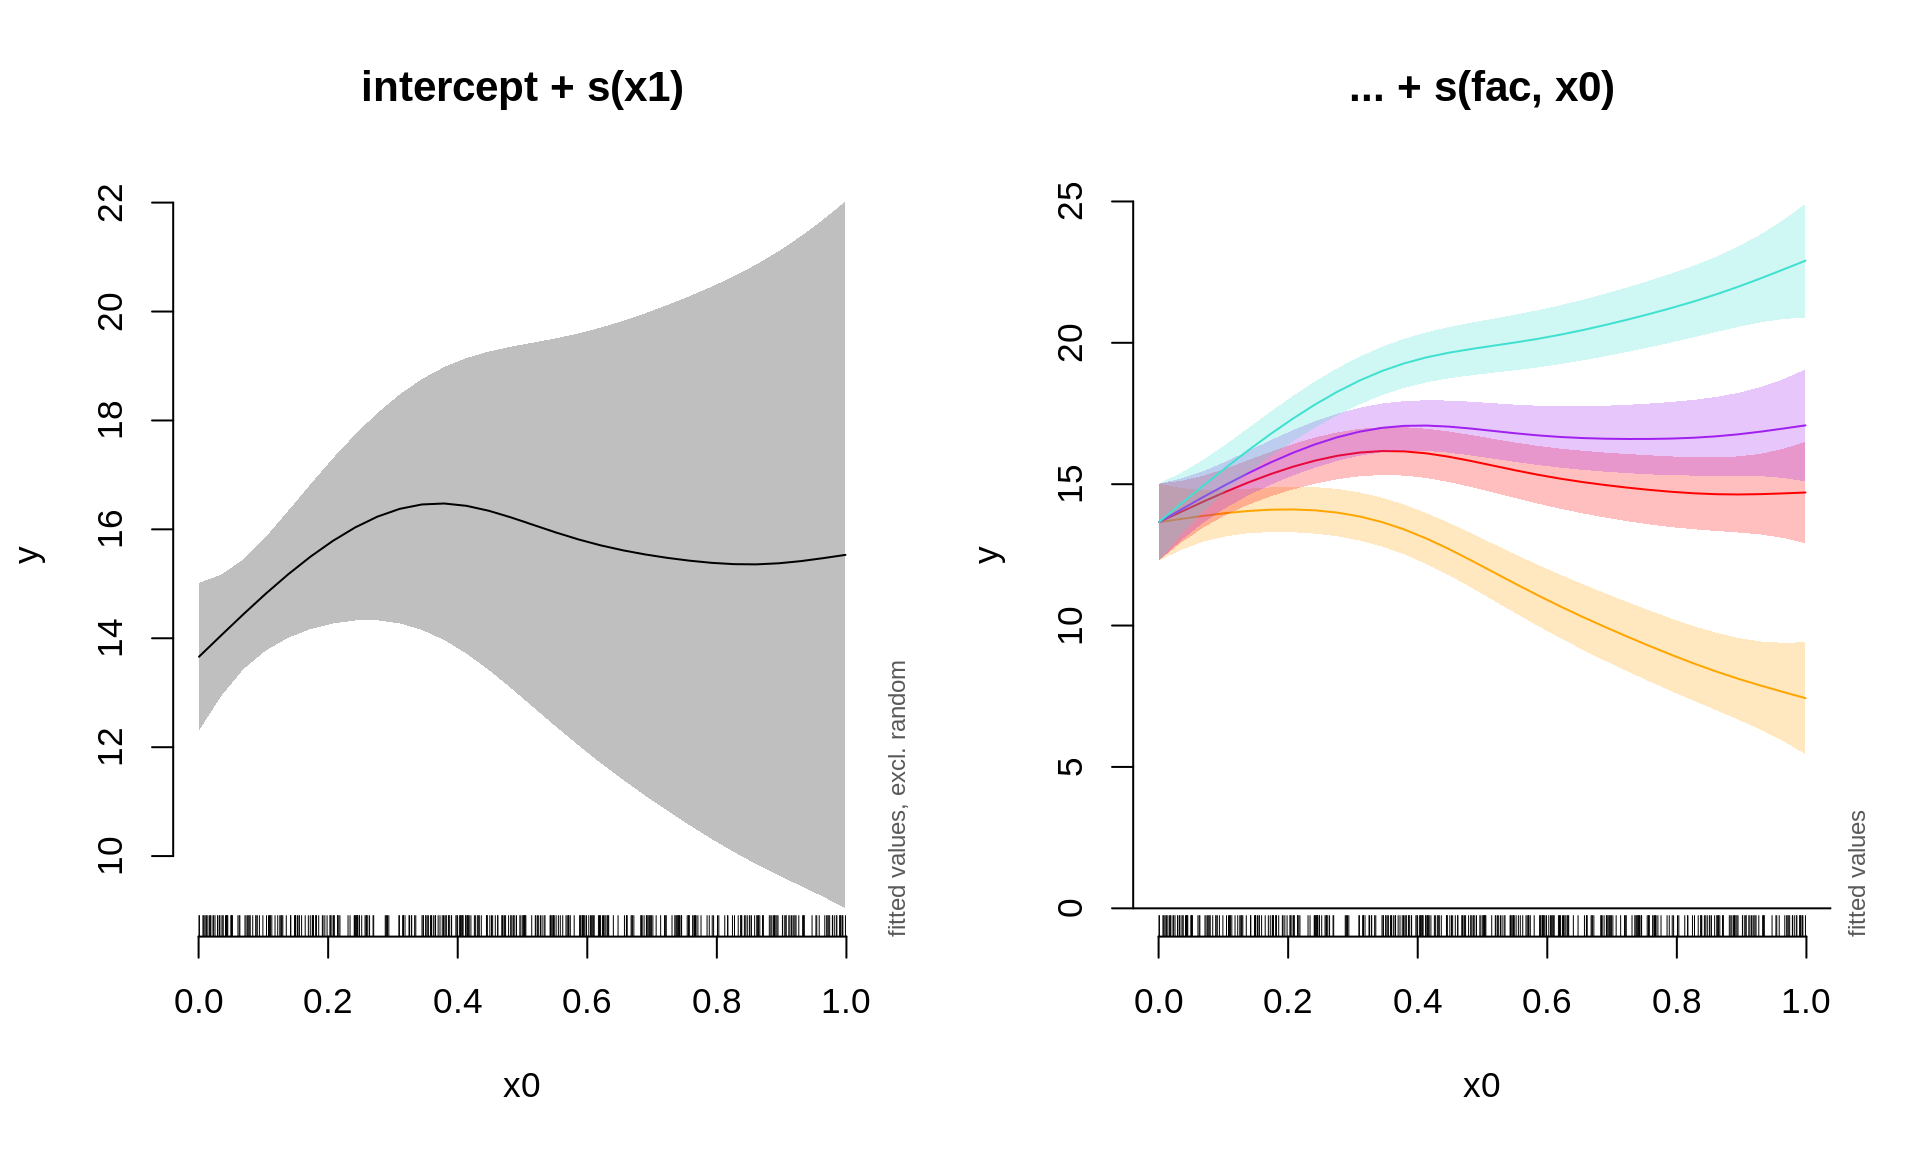 intercept + s(x1)
y
22
20
18
16
14
12
10
0.0 0.2 0.4 0.6 0.8 1.0
x0
fitted values, excl. random
... + s(fac, x0)
y
25
20
15
10
5
0
0.0 0.2 0.4 0.6 0.8 1.0
x0
fitted values